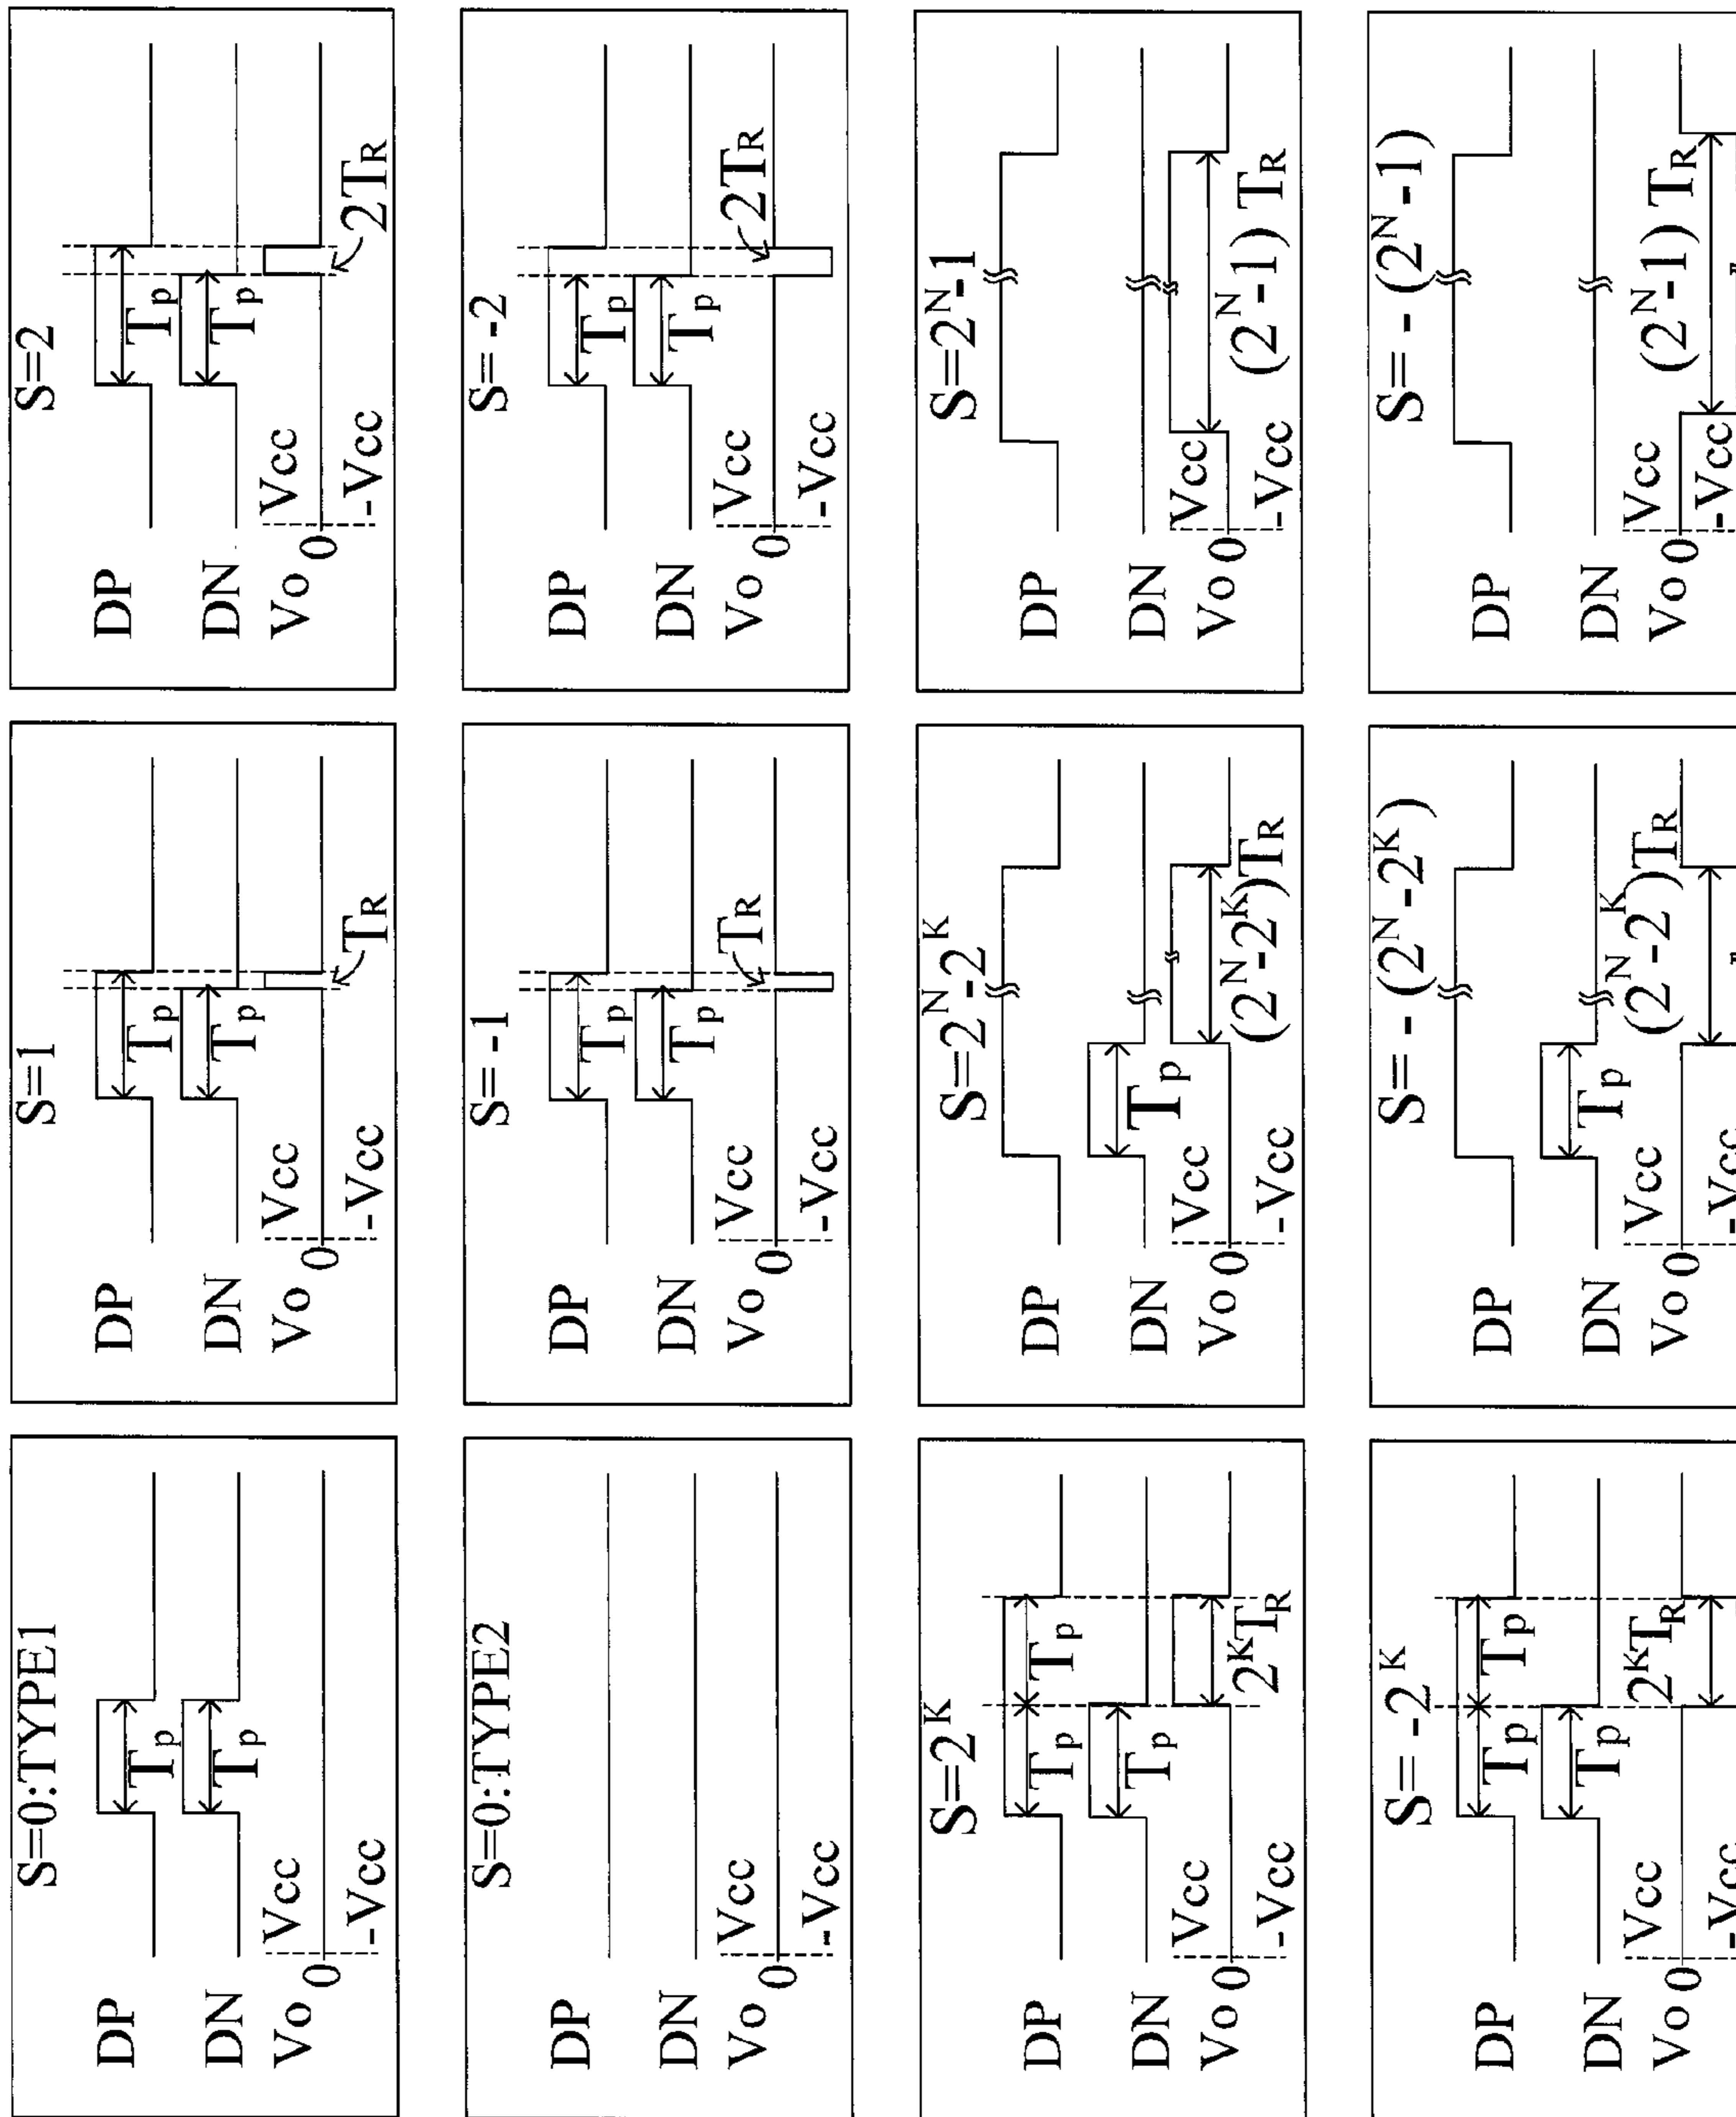 S=0:TYPE1
DP
Tp
DN
Tp
Vcc
Vo 0
-Vcc
S=1
DP
Tp
DN
Tp
Vcc
Vo 0
-Vcc
TR
S=2
DP
Tp
DN
Tp
Vcc
Vo 0
-Vcc
2TR
S=0:TYPE2
DP
DN
Vcc
Vo 0
-Vcc
S= -1
DP
Tp
DN
Tp
Vcc
TR
Vo 0
-Vcc
S= -2
DP
Tp
DN
Tp
Vcc
2TR
Vo 0
-Vcc
S=2^K
DP
Tp Tp
DN
Tp
Vcc
Vo 0
-Vcc
2^KTR
S=2^N-2^K
DP
DN
Tp
Vcc
Vo 0
-Vcc
(2^N-2^K)TR
S=2^N-1
DP
DN
Vcc
Vo 0
-Vcc
(2^N-1) TR
S= -2^K
DP
Tp Tp
DN
Tp
Vcc
2^KTR
Vo 0
-Vcc
S= - (2^N-2^K)
DP
DN
Tp
Vcc
(2^N-2^K)TR
Vo 0
-Vcc
S= - (2^N-1)
DP
DN
Vcc
(2^N-1) TR
Vo 0
-Vcc